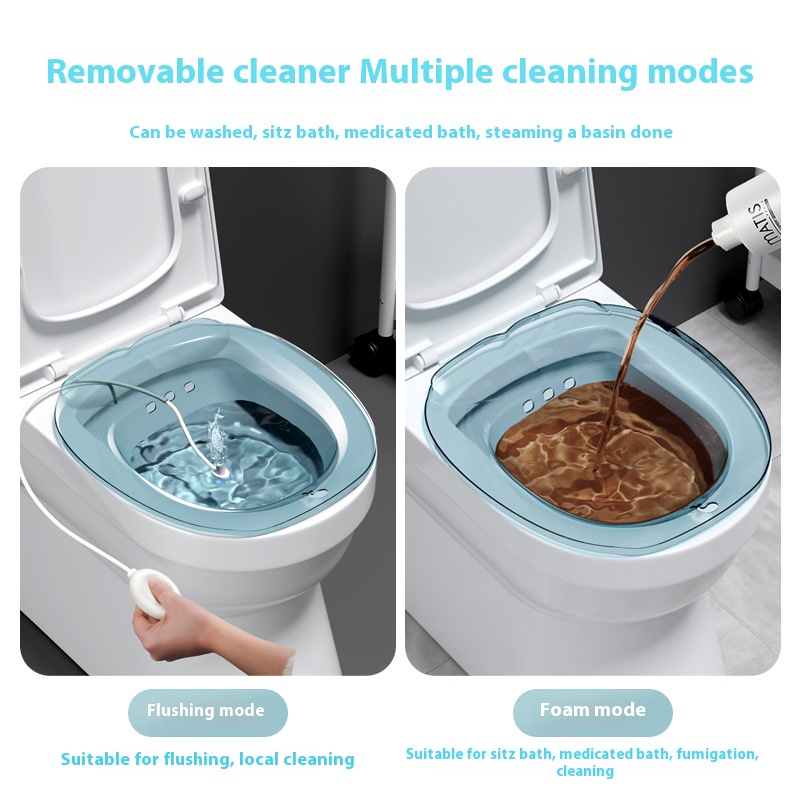 Removable cleaner Multiple cleaning modes
Can be washed, sitz bath, medicated bath, steaming a basin done
MATIS
Flushing mode
Foam mode
Suitable for flushing, local cleaning
Suitable for sitz bath, medicated bath, fumigation,
cleaning